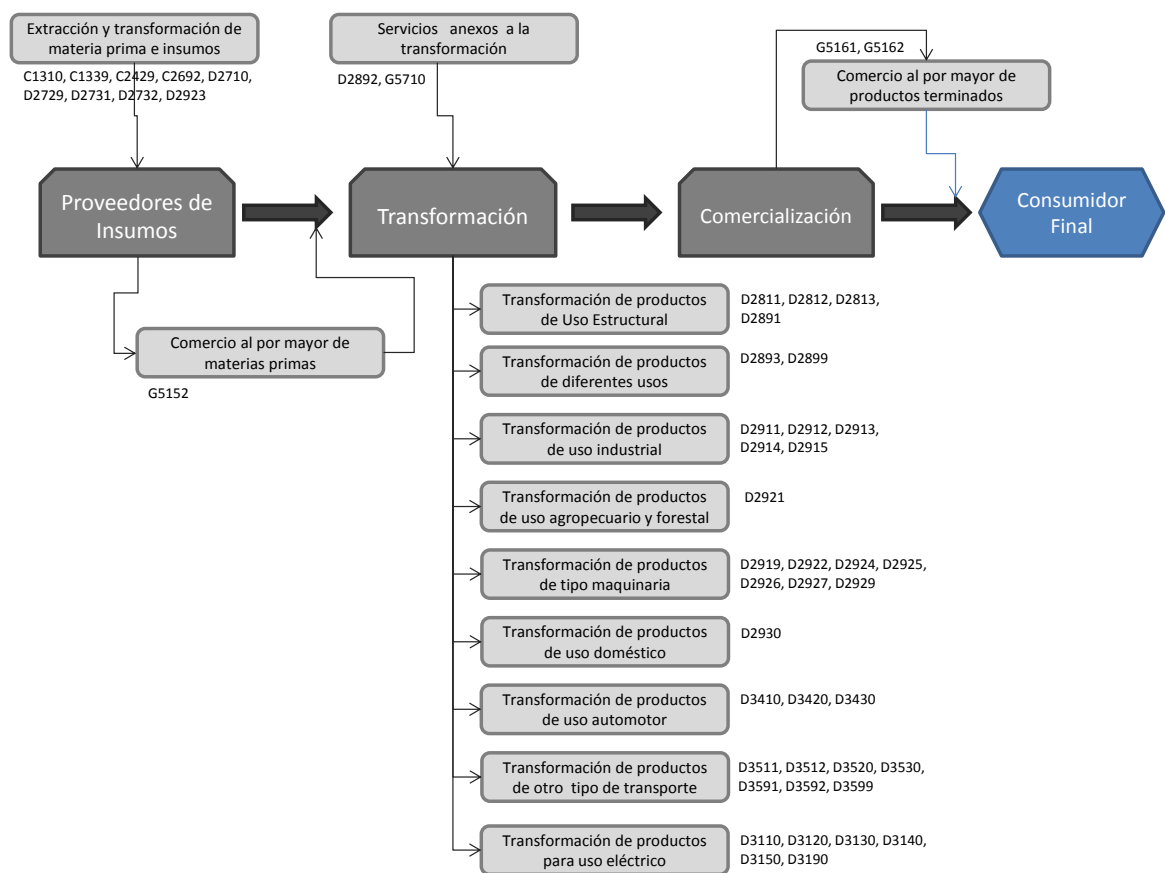 Extracción y transformación de
materia prima e insumos
C1310, C1339, C2429, C2692, D2710,
D2729, D2731, D2732, D2923
Servicios anexos a la
transformación
D2892, G5710
G5161, G5162
Comercio al por mayor de
productos terminados
Proveedores de
Insumos
Transformación
Comercialización
Consumidor
Final
Comercio al por mayor de
materias primas
G5152
Transformación de productos
de Uso Estructural
D2811, D2812, D2813,
D2891
Transformación de productos
de diferentes usos
D2893, D2899
Transformación de productos
de uso industrial
D2911, D2912, D2913,
D2914, D2915
Transformación de productos
de uso agropecuario y forestal
D2921
Transformación de productos
de tipo maquinaria
D2919, D2922, D2924, D2925,
D2926, D2927, D2929
Transformación de productos
de uso doméstico
D2930
Transformación de productos
de uso automotor
D3410, D3420, D3430
Transformación de productos
de otro tipo de transporte
D3511, D3512, D3520, D3530,
D3591, D3592, D3599
Transformación de productos
para uso eléctrico
D3110, D3120, D3130, D3140,
D3150, D3190